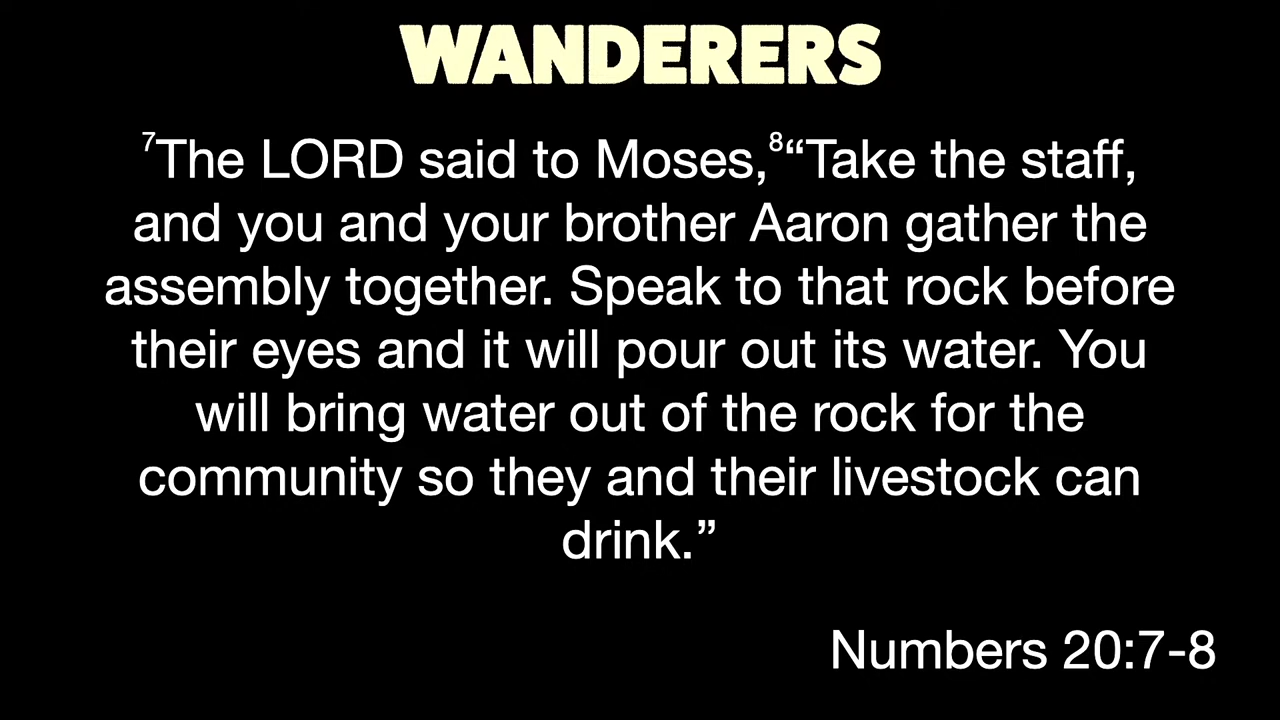 WANDERERS
⁷The LORD said to Moses,⁸“Take the staff,
and you and your brother Aaron gather the
assembly together. Speak to that rock before
their eyes and it will pour out its water. You
will bring water out of the rock for the
community so they and their livestock can
drink.”
Numbers 20:7-8